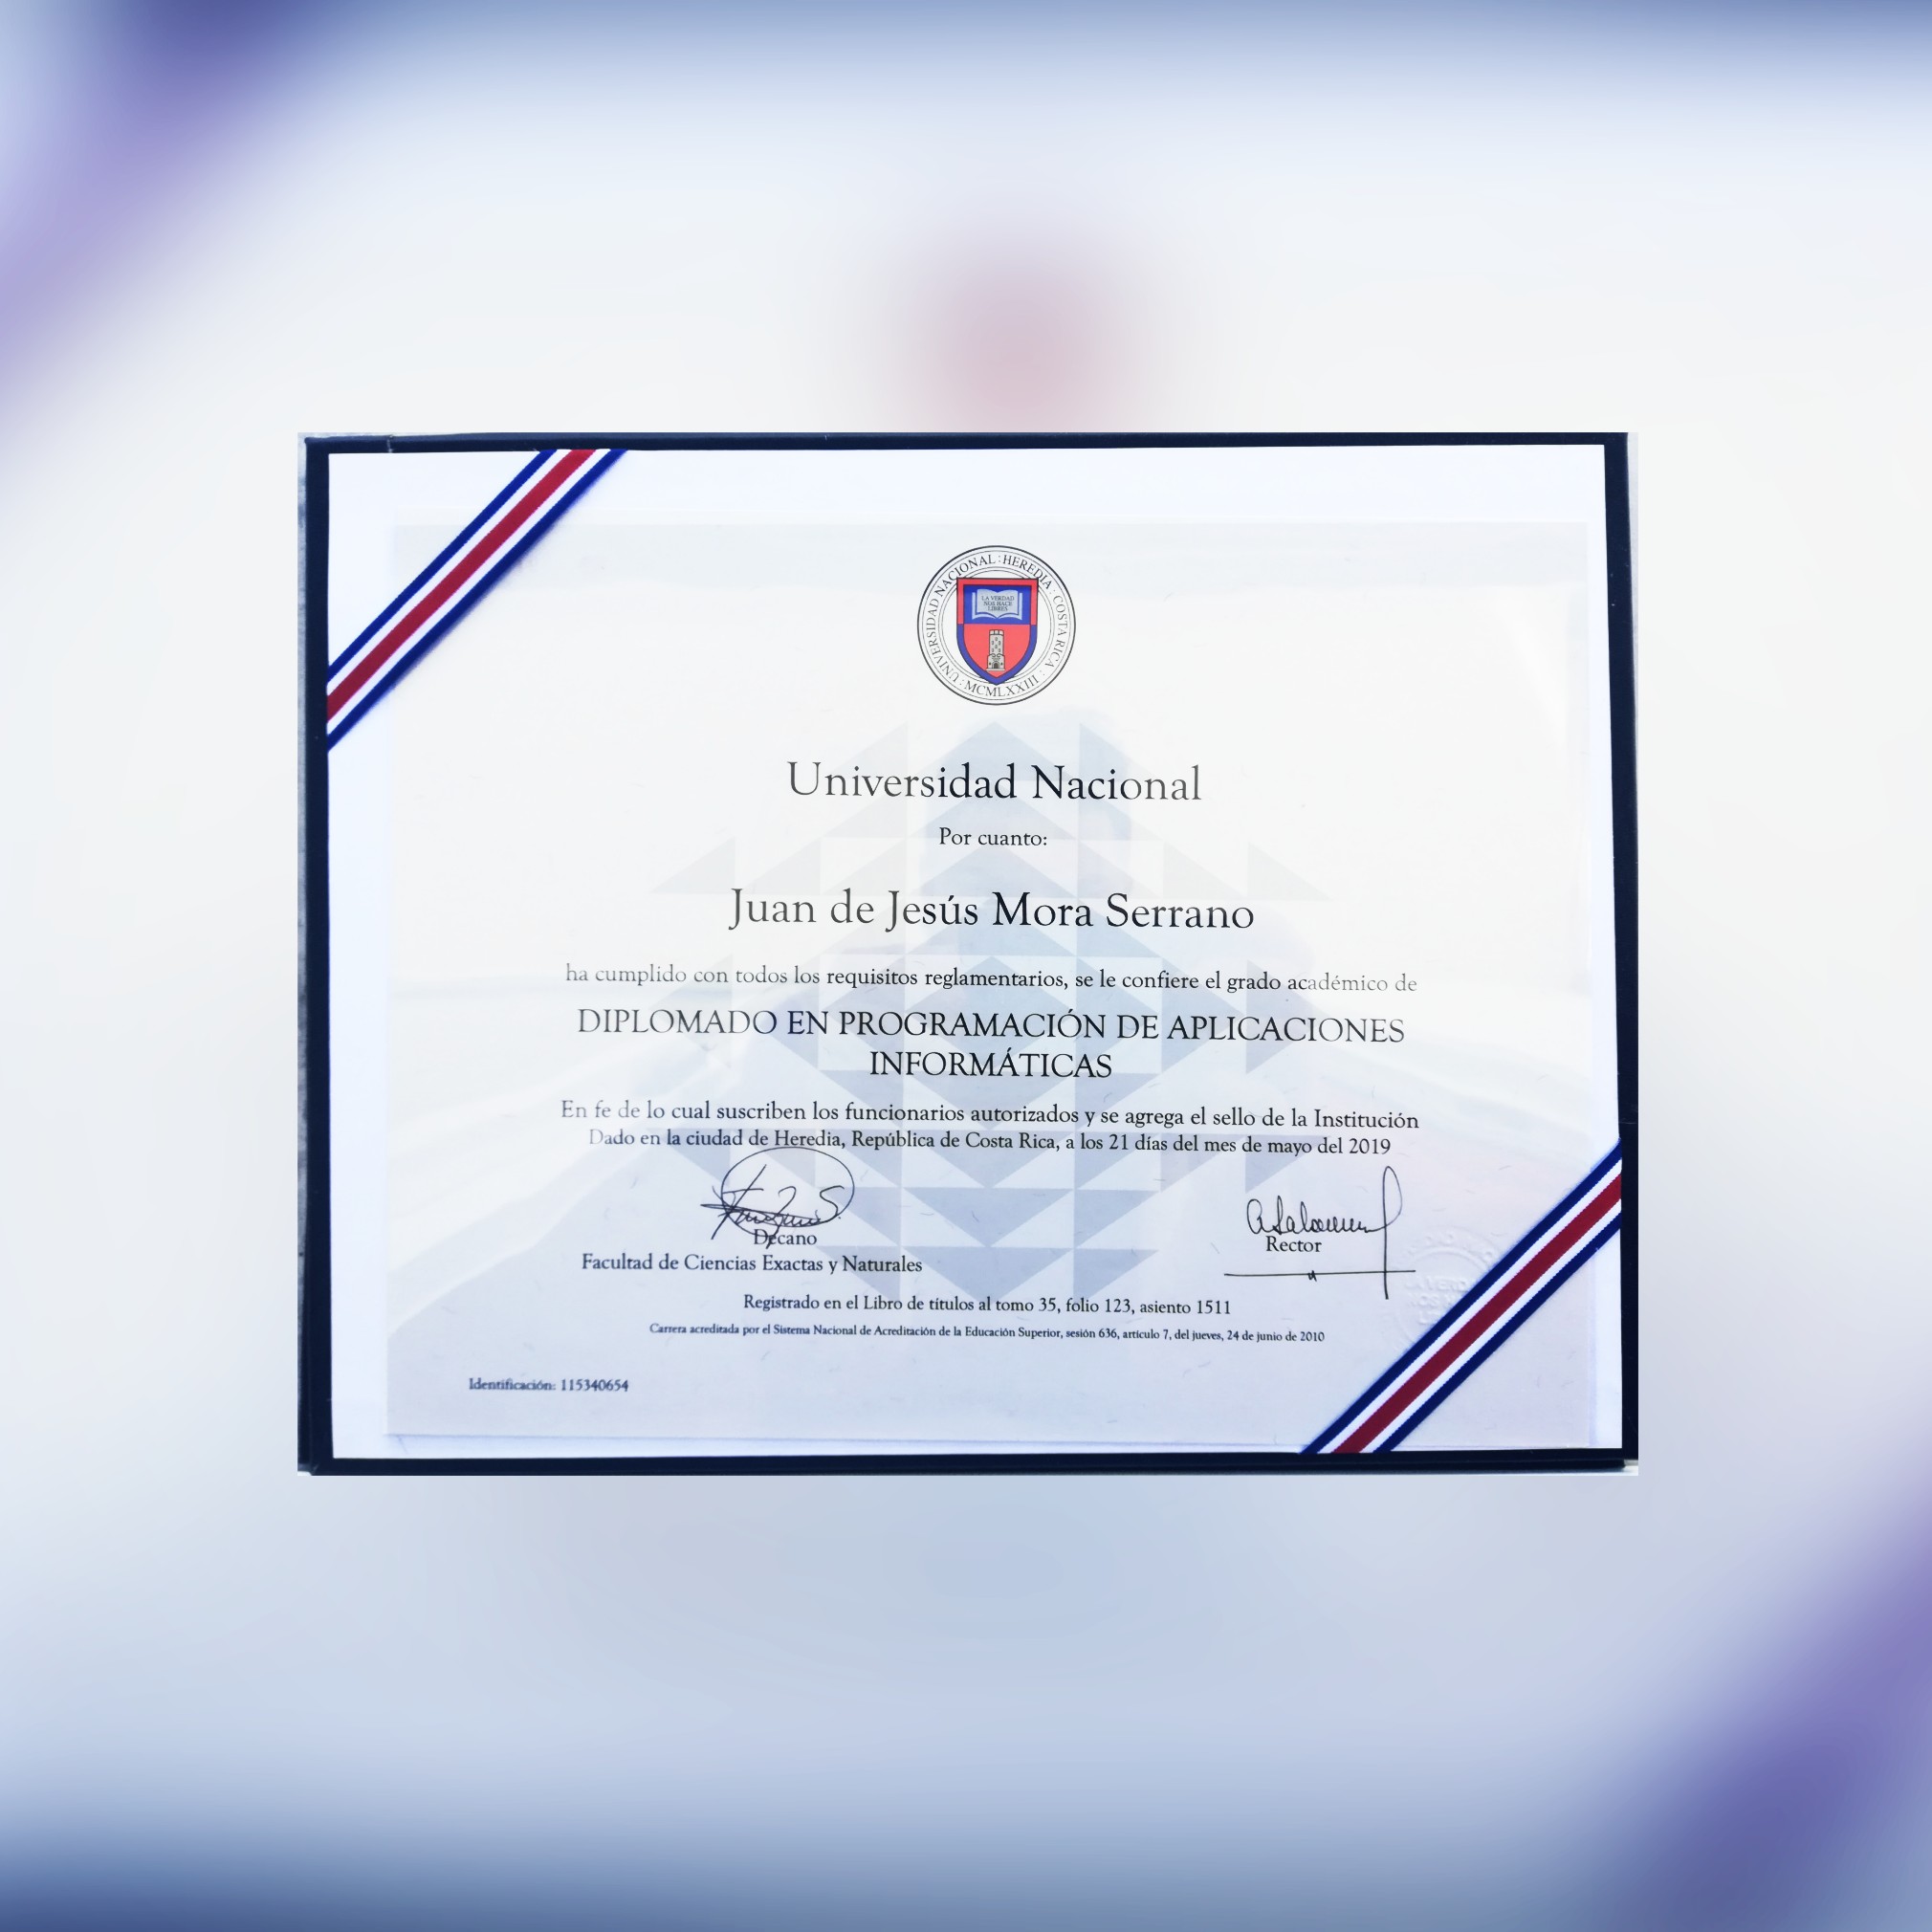 UNIVERSIDAD NACIONAL : HEREDIA : COSTA RICA : MCMLXXIII :
LA VERDAD
NOS HACE
LIBRES
Universidad Nacional
Por cuanto:
Juan de Jesús Mora Serrano
ha cumplido con todos los requisitos reglamentarios, se le confiere el grado académico de
DIPLOMADO EN PROGRAMACIÓN DE APLICACIONES
INFORMÁTICAS
En fe de lo cual suscriben los funcionarios autorizados y se agrega el sello de la Institución
Dado en la ciudad de Heredia, República de Costa Rica, a los 21 días del mes de mayo del 2019
Decano
Facultad de Ciencias Exactas y Naturales
Rector
Registrado en el Libro de títulos al tomo 35, folio 123, asiento 1511
Carrera acreditada por el Sistema Nacional de Acreditación de la Educación Superior, sesión 636, artículo 7, del jueves, 24 de junio de 2010
Identificación: 115340654